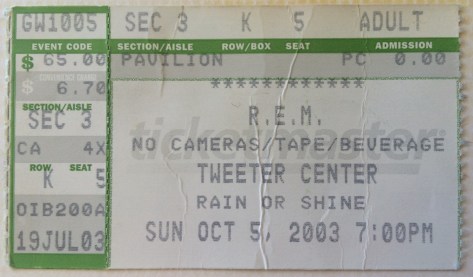 GW1005 SEC 3 K 5 ADULT
EVENT CODE SECTION/AISLE ROW/BOX SEAT ADMISSION
$ 65.00 PAVILION PC 0.00
$ 6.70
************
R.E.M.
SECTION/AISLE
SEC 3
ticketmaster
NO CAMERAS/TAPE/BEVERAGE
CA 4X
TWEETER CENTER
ROW SEAT
K 5
RAIN OR SHINE
OIB200A
19JUL03
SUN OCT 5, 2003 7:00PM